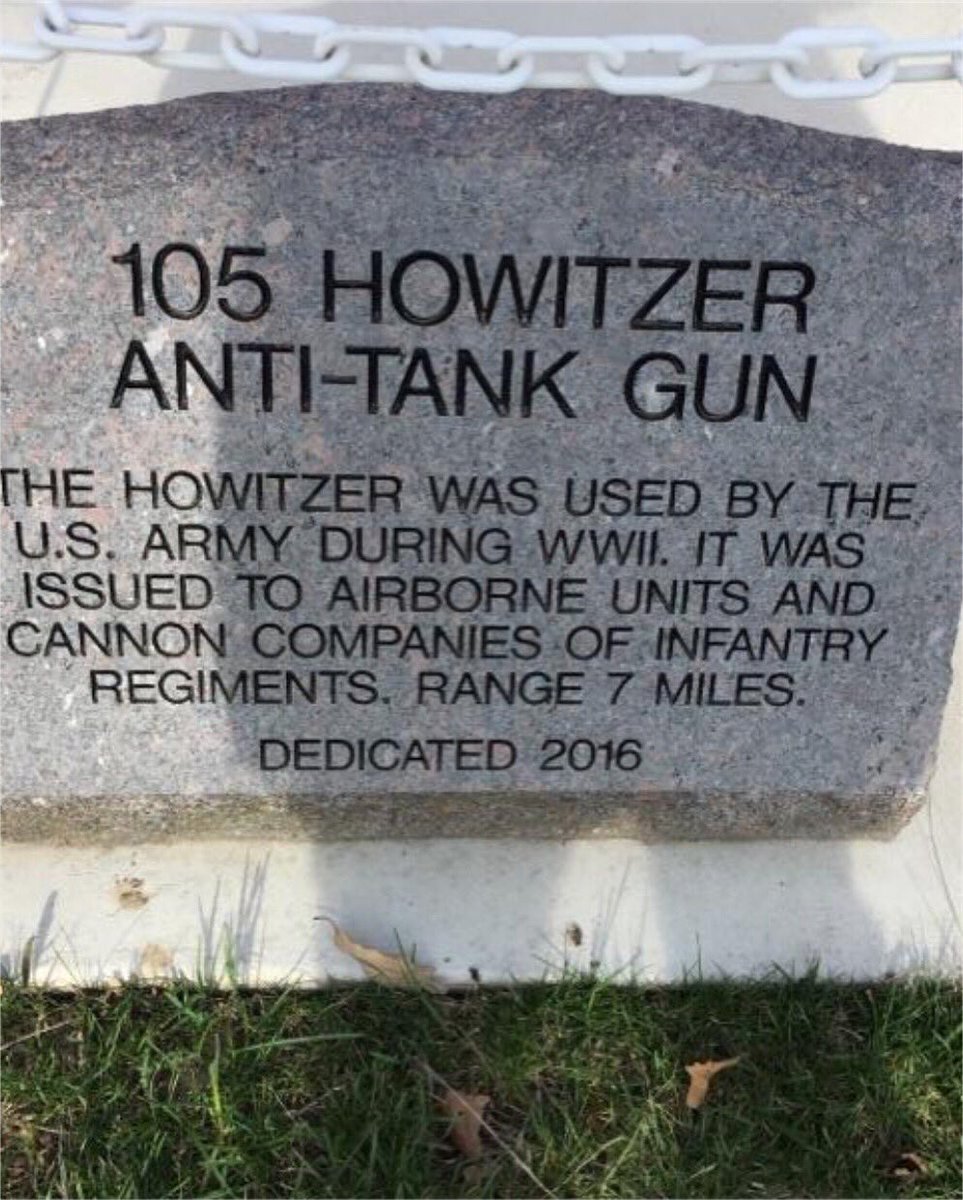 105 HOWITZER
ANTI-TANK GUN
THE HOWITZER WAS USED BY THE
U.S. ARMY DURING WWII. IT WAS
ISSUED TO AIRBORNE UNITS AND
CANNON COMPANIES OF INFANTRY
REGIMENTS. RANGE 7 MILES.
DEDICATED 2016